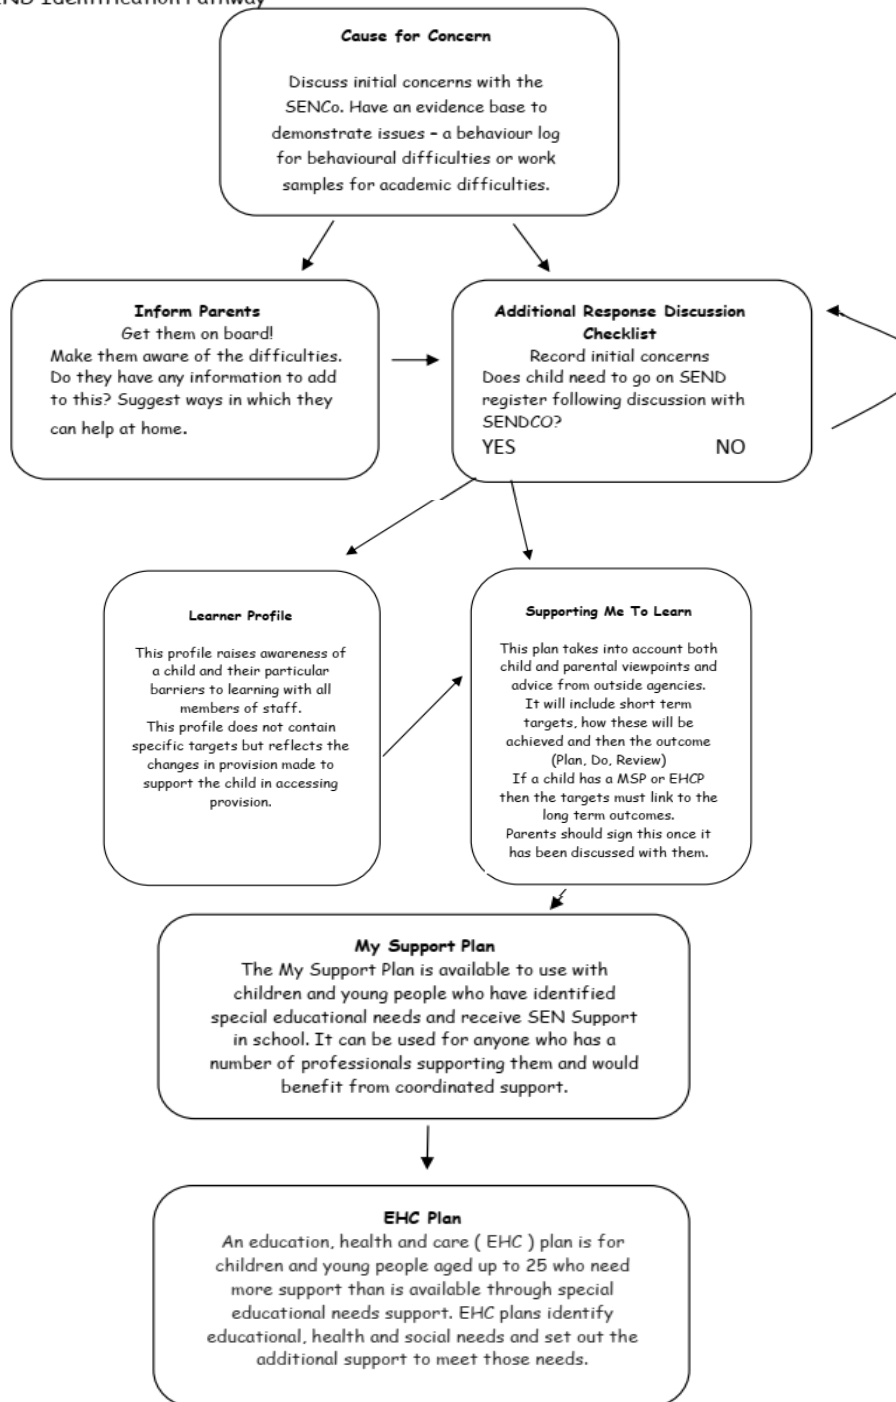 Identification Pathway
Cause for Concern
Discuss initial concerns with the
SENCo. Have an evidence base to
demonstrate issues – a behaviour log
for behavioural difficulties or work
samples for academic difficulties.
Inform Parents
Get them on board!
Make them aware of the difficulties.
Do they have any information to add
to this? Suggest ways in which they
can help at home.
Additional Response Discussion
Checklist
Record initial concerns
Does child need to go on SEND
register following discussion with
SENDCO?
YES NO
Learner Profile
This profile raises awareness of
a child and their particular
barriers to learning with all
members of staff.
This profile does not contain
specific targets but reflects the
changes in provision made to
support the child in accessing
provision.
Supporting Me To Learn
This plan takes into account both
child and parental viewpoints and
advice from outside agencies.
It will include short term
targets, how these will be
achieved and then the outcome
(Plan, Do, Review)
If a child has a MSP or EHCP
then the targets must link to the
long term outcomes.
Parents should sign this once it
has been discussed with them.
My Support Plan
The My Support Plan is available to use with
children and young people who have identified
special educational needs and receive SEN Support
in school. It can be used for anyone who has a
number of professionals supporting them and would
benefit from coordinated support.
EHC Plan
An education, health and care ( EHC ) plan is for
children and young people aged up to 25 who need
more support than is available through special
educational needs support. EHC plans identify
educational, health and social needs and set out the
additional support to meet those needs.